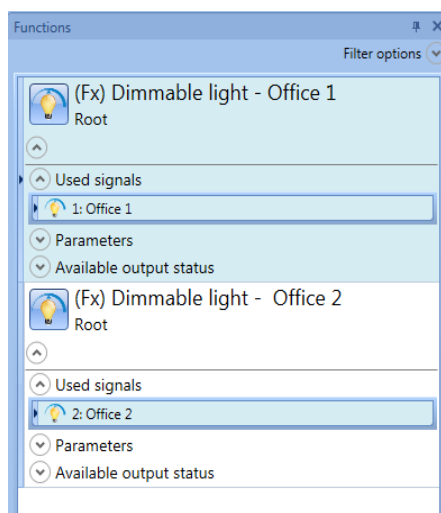 Functions
Filter options
(Fx) Dimmable light - Office 1
Root
Used signals
1: Office 1
Parameters
Available output status
(Fx) Dimmable light -  Office 2
Root
Used signals
2: Office 2
Parameters
Available output status